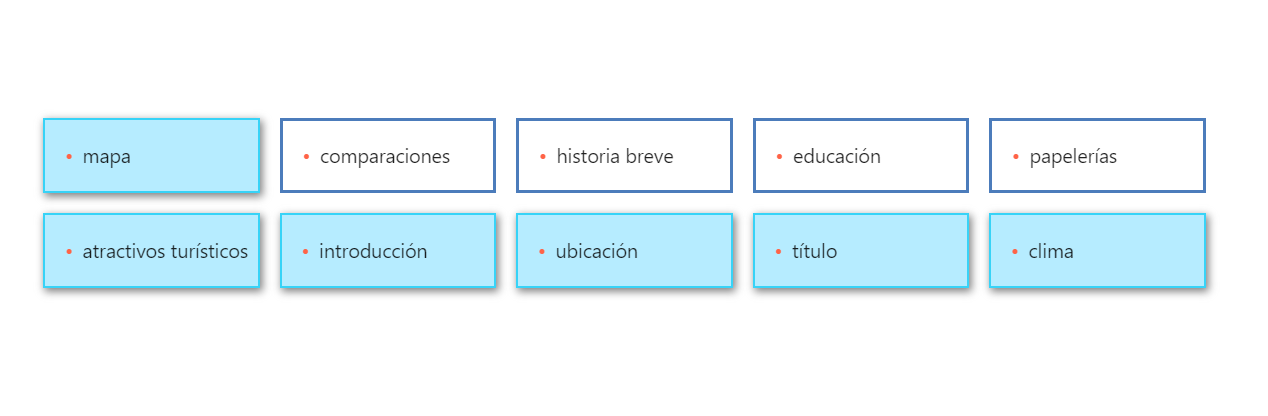 • mapa
• comparaciones
• historia breve
• educación
• papelerías
• atractivos turísticos
• introducción
• ubicación
• título
• clima